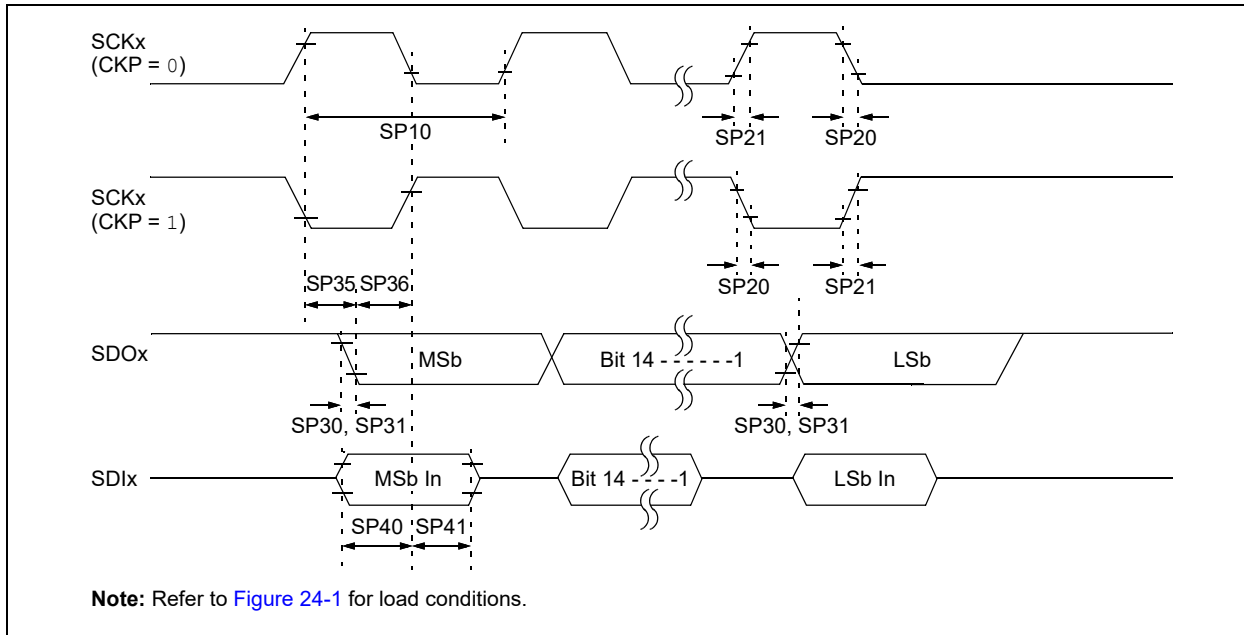 SCKx
(CKP = 0)
SP10
SP21
SP20
SCKx
(CKP = 1)
SP35
SP36
SP20
SP21
SDOx
MSb
Bit 14 - - - - - - -1
LSb
SP30, SP31
SP30, SP31
SDIx
MSb In
Bit 14 - - - - -1
LSb In
SP40
SP41
Note: Refer to Figure 24-1 for load conditions.